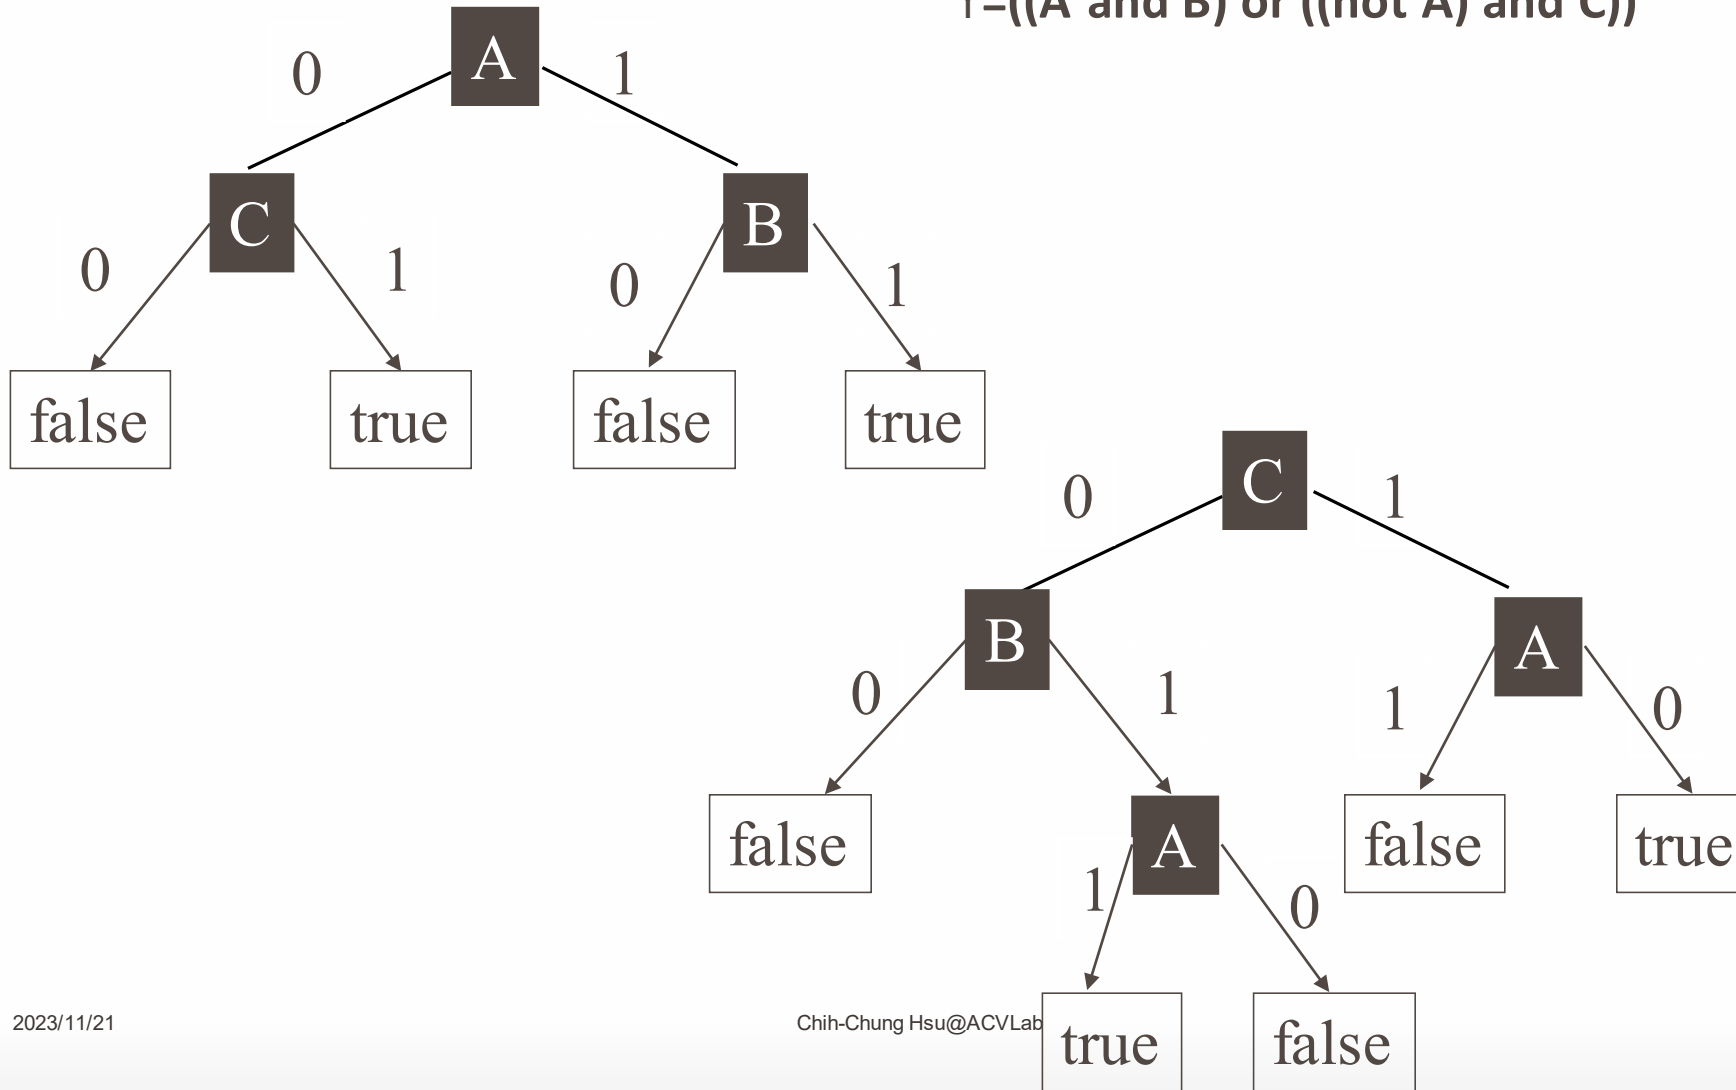 f=((A and B) or ((not A) and C))
A
0 1
C B
0 1 0 1
false true false true
C
0 1
B A
0 1 1 0
false A false true
1 0
true false
2023/11/21 Chih-Chung Hsu@ACVLab